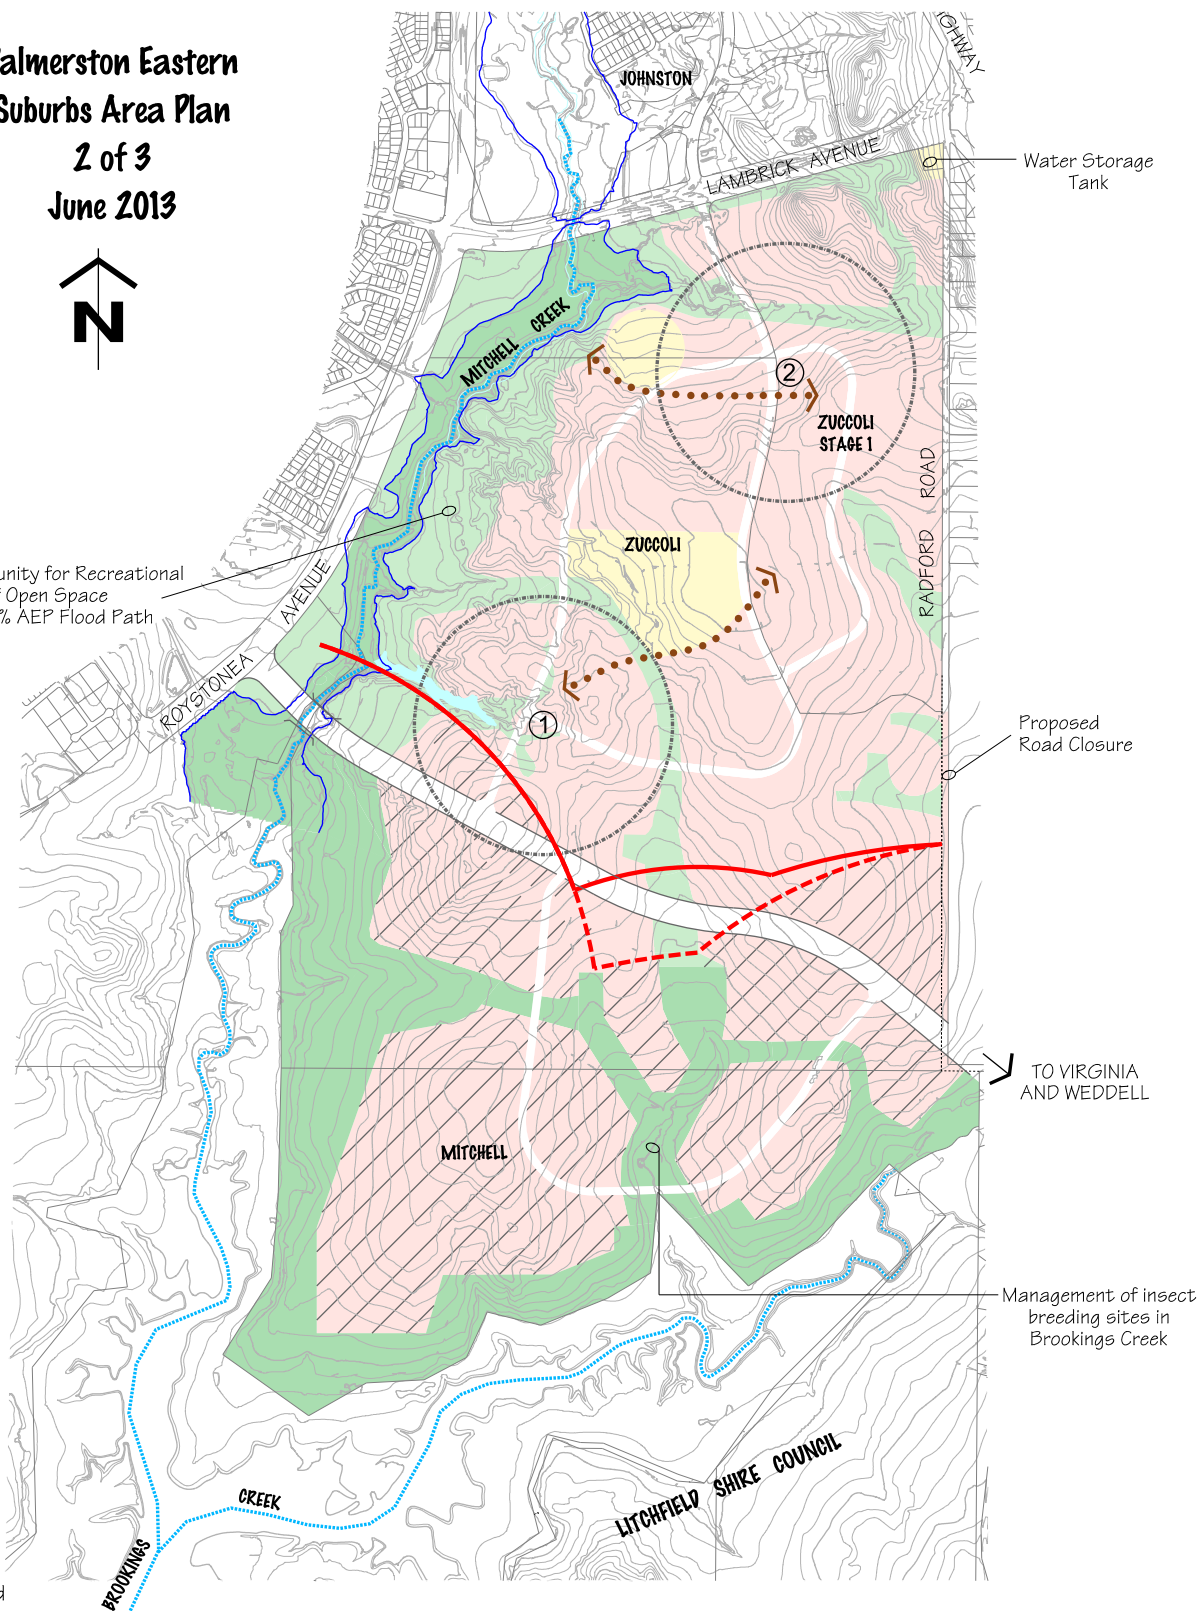 almerston Eastern
Suburbs Area Plan
2 of 3
June 2013
N
JOHNSTON
GHWAY
LAMBRICK AVENUE
Water Storage
Tank
MITCHELL CREEK
2
ZUCCOLI
STAGE 1
RADFORD ROAD
ZUCCOLI
unity for Recreational
Open Space
% AEP Flood Path
ROYSTONEA AVENUE
1
Proposed
Road Closure
TO VIRGINIA
AND WEDDELL
MITCHELL
Management of insect
breeding sites in
Brookings Creek
LITCHFIELD SHIRE COUNCIL
CREEK
BROOKINGS
d